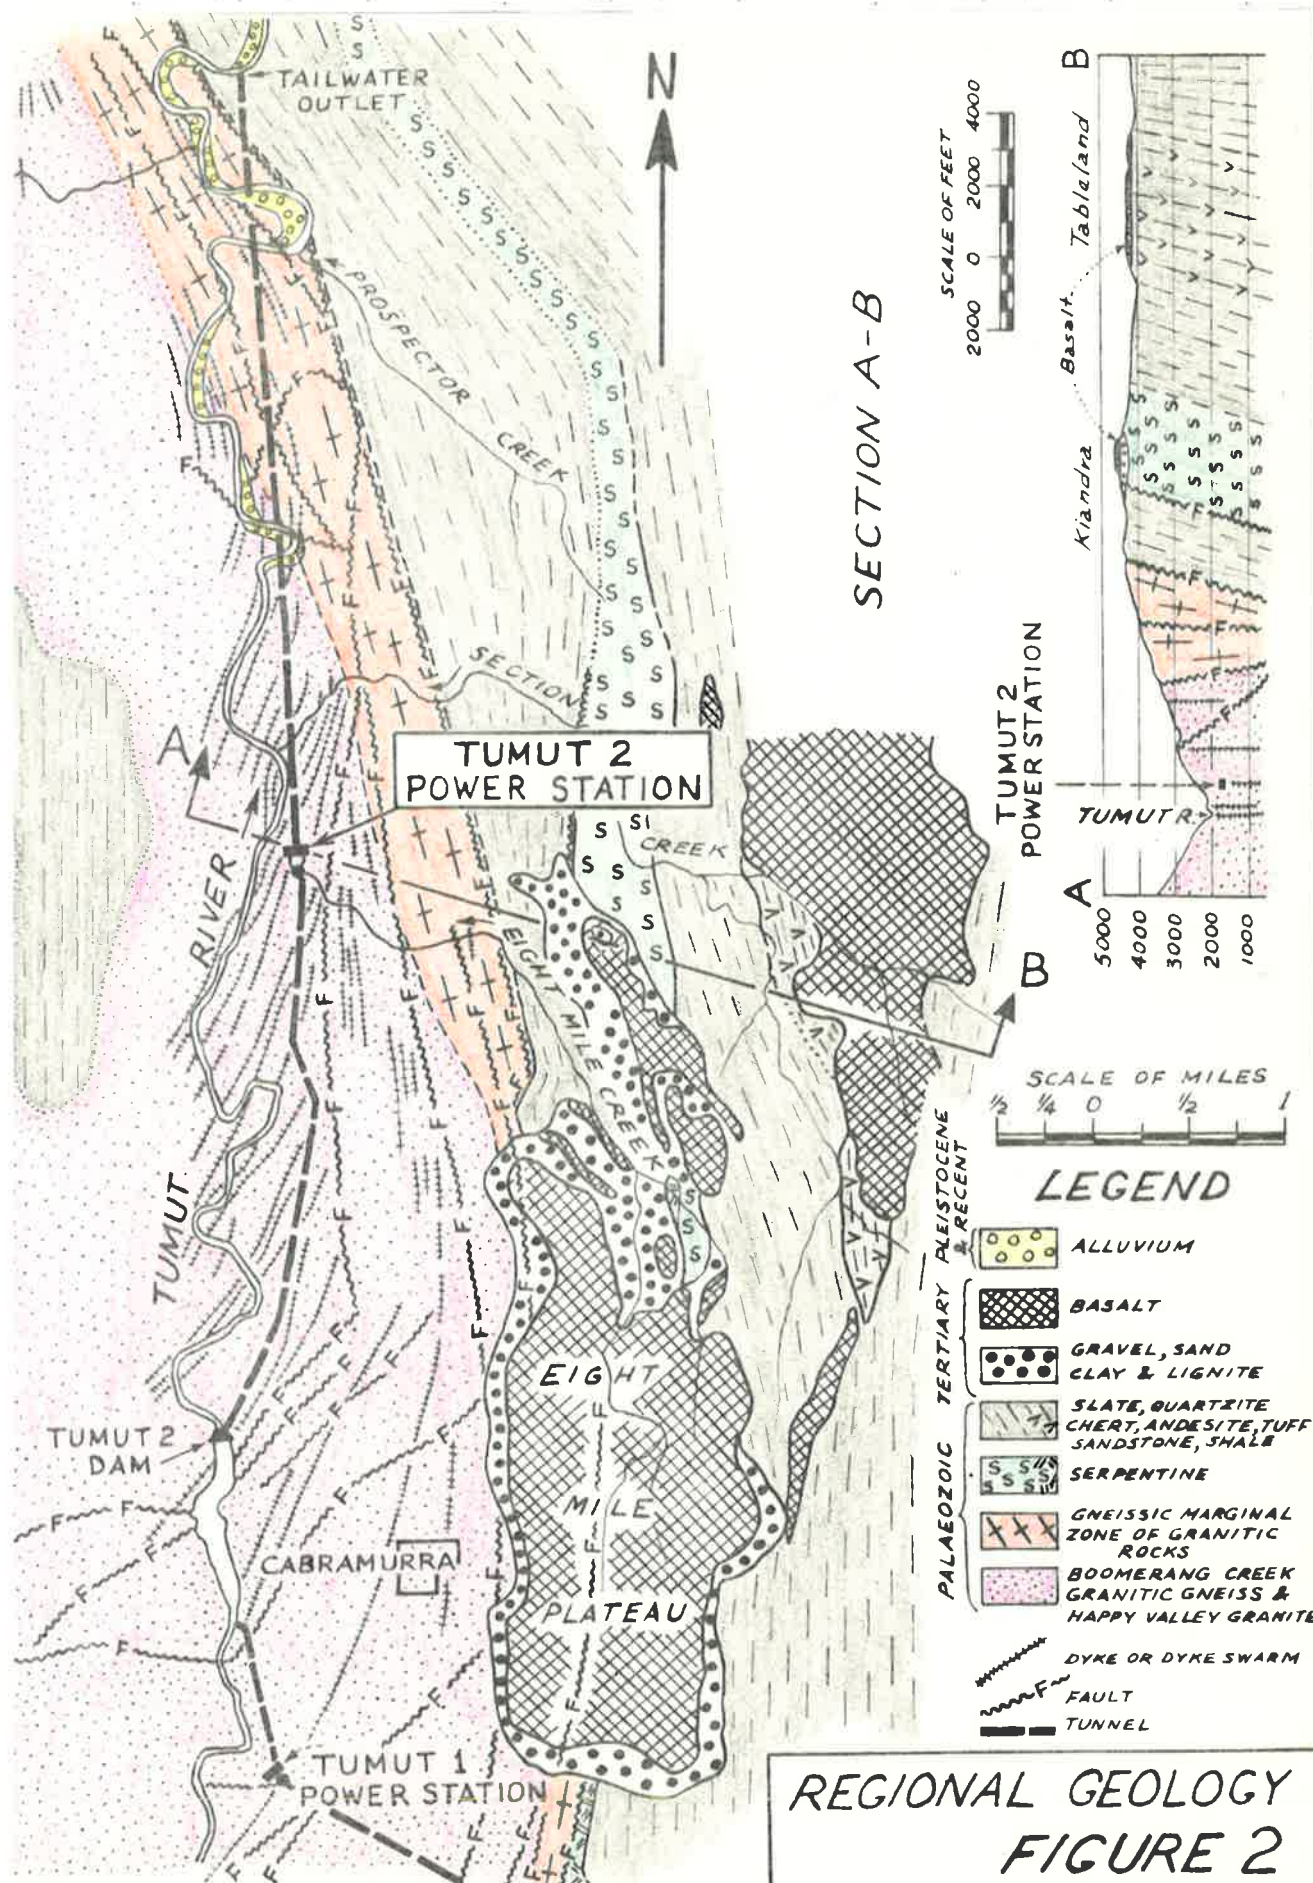 TAILWATER
OUTLET
N
PROSPECTOR
CREEK
SECTION
CREEK
A
TUMUT 2
POWER STATION
RIVER
TUMUT
EIGHT MILE CREEK
B
TUMUT 2
DAM
CABRAMURRA
EIGHT
MILE
PLATEAU
TUMUT 1
POWER STATION
SECTION A-B
SCALE OF FEET
2000 0 2000 4000
B
Tableland
Basalt
Kiandra
TUMUT 2
POWER STATION
TUMUT R.
A
5000
4000
3000
2000
1000
SCALE OF MILES
½ ¼ 0 ½ 1
LEGEND
PLEISTOCENE
& RECENT
ALLUVIUM
TERTIARY
BASALT
GRAVEL, SAND
CLAY & LIGNITE
PALAEOZOIC
SLATE, QUARTZITE
CHERT, ANDESITE, TUFF
SANDSTONE, SHALE
SERPENTINE
GNEISSIC MARGINAL
ZONE OF GRANITIC
ROCKS
BOOMERANG CREEK
GRANITIC GNEISS &
HAPPY VALLEY GRANITE
DYKE OR DYKE SWARM
F FAULT
TUNNEL
REGIONAL GEOLOGY
FIGURE 2